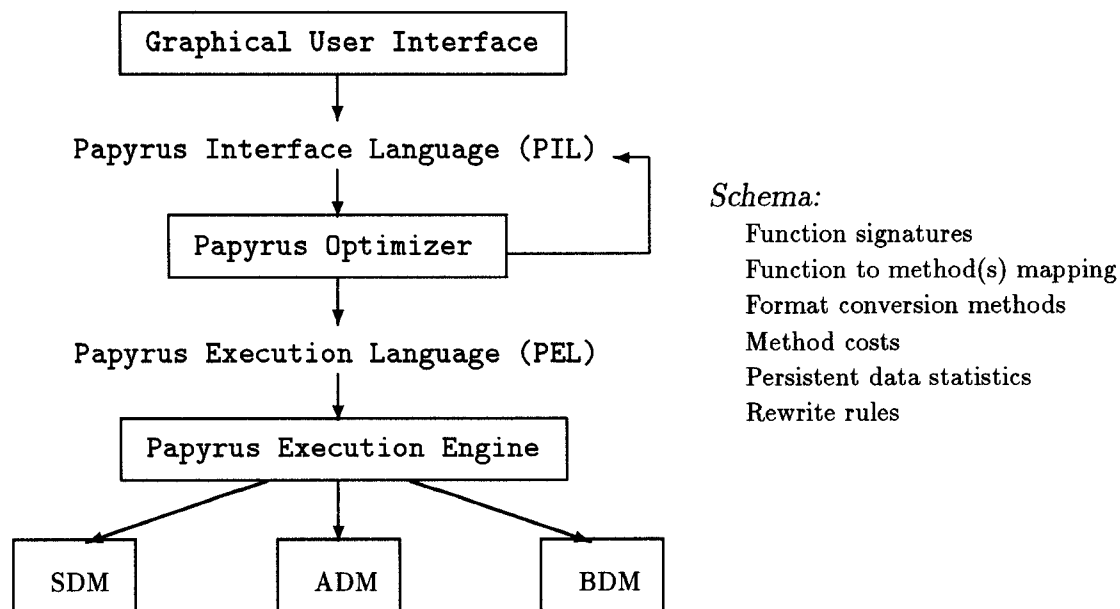 Graphical User Interface
Papyrus Interface Language (PIL)
Papyrus Optimizer
Papyrus Execution Language (PEL)
Papyrus Execution Engine
SDM
ADM
BDM
Schema:
Function signatures
Function to method(s) mapping
Format conversion methods
Method costs
Persistent data statistics
Rewrite rules